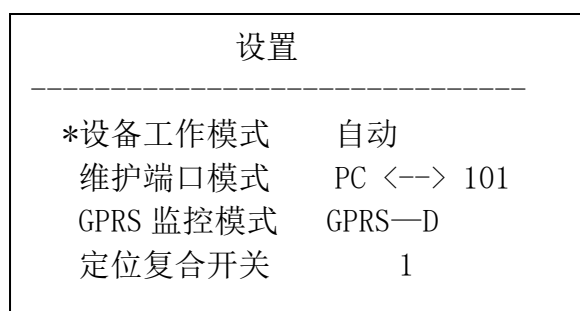 设置
-------------------------------
*设备工作模式 自动
维护端口模式 PC <--> 101
GPRS 监控模式 GPRS—D
定位复合开关 1